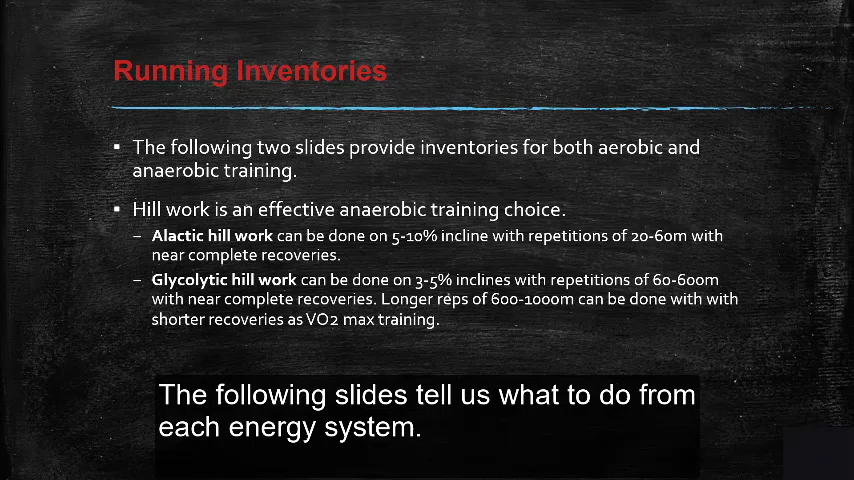 Running Inventories
▪ The following two slides provide inventories for both aerobic and
anaerobic training.
▪ Hill work is an effective anaerobic training choice.
– Alactic hill work can be done on 5-10% incline with repetitions of 20-60m with
near complete recoveries.
– Glycolytic hill work can be done on 3-5% inclines with repetitions of 60-600m
with near complete recoveries. Longer reps of 600-1000m can be done with with
shorter recoveries as VO2 max training.
The following slides tell us what to do from
each energy system.